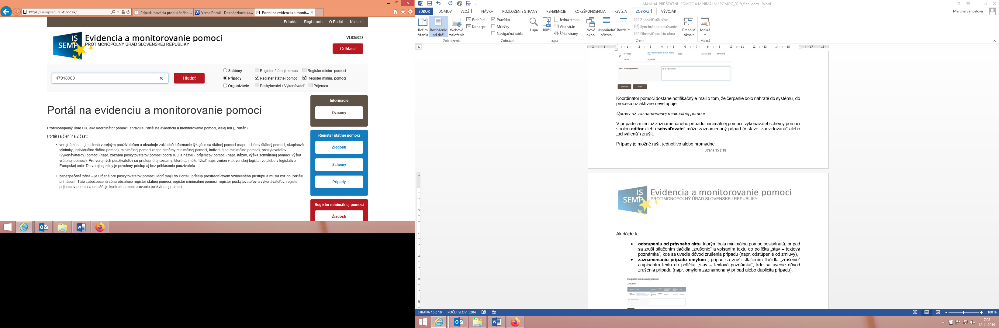 https://sempsecure.kti2dc.sk/
Prípad: Inovácia produkčného ...
Vema Portál - Dochádzková ka...
Portál na evidenciu a monit...
Príručka Registrácia O Portáli Kontakt
IS
SEMP
Evidencia a monitorovanie pomoci
PROTIMONOPOLNÝ ÚRAD SLOVENSKEJ REPUBLIKY
VL035038
Odhlásiť
47918900
Hľadať
Schémy Register štátnej pomoci Register minim. pomoci
Prípady Register štátnej pomoci Register minim. pomoci
Organizácie Poskytovateľ / Vykonávateľ Príjemca
Portál na evidenciu a monitorovanie pomoci
Protimonopolný úrad SR, ako koordinátor pomoci, spravuje Portál na evidenciu a monitorovanie pomoci, ďalej len („Portál“).
Portál sa člení na 2 časti:
• verejná zóna – je určená verejným používateľom a obsahuje základné informácie týkajúce sa štátnej pomoci (napr. schémy štátnej pomoci, skupinové
výnimky, individuálna štátna pomoc), minimálnej pomoci (napr. schémy minimálnej pomoci, individuálna minimálna pomoc), poskytovateľov
(vykonávateľov) pomoci (napr. zoznam poskytovateľov pomoci podľa IČO a názvu), príjemcov pomoci (napr. názov, výška schválenej pomoci, výška
vrátenej pomoci). Pre verejných používateľov sú prístupné aj oznamy, ktoré sa môžu týkať napr. zmien v slovenskej legislatíve alebo v legislatíve
Európskej únie. Do verejnej zóny je povolený prístup aj bez prihlásenia používateľa.
• zabezpečená zóna – je určená pre poskytovateľov pomoci, ktorí majú do Portálu prístup prostredníctvom vzdialeného prístupu a musia byť do Portálu
prihlásení. Táto zabezpečená zóna obsahuje register štátnej pomoci, register minimálnej pomoci, register poskytovateľov a vykonávateľov, register
príjemcov pomoci a umožňuje kontrolu a monitorovanie poskytnutej pomoci.
Informácie
Oznamy
Register štátnej pomoci
Žiadosti
Schémy
Prípady
Register minimálnej pomoci
Žiadosti
MANUÁL PRE ŠTÁTNU POMOC A MINIMÁLNU POMOC_2019_final.docx - Word
SÚBOR DOMOV VLOŽIŤ NÁVRH ROZLOŽENIE STRANY REFERENCIE KOREŠPONDENCIA REVÍZIA ZOBRAZIŤ VÝVOJÁR
Martina Vencelová
Režim čítania
Rozloženie pri tlači
Webové rozloženie
Prehľad
Koncept
Zobrazenia
Pravítko
Mriežky
Navigačná tabla
Zobraziť
Lupa
100%
Jedna strana
Viac strán
Šírka strany
Lupa
Nové okno
Usporiadať všetko
Rozdeliť
Zobraziť súbežne
Synchrónne posúvanie
Obnoviť pozíciu okna
Prepnúť okná
Okno
Makrá
Makrá
Debet Zaevidovaná 30.11.2015
100,00
Stav - textová poznámka *
Je to v poriadku
Schváliť Vrátiť
Koordinátor pomoci dostane notifikačný e-mail o tom, že čerpanie bolo nahraté do systému, do
procesu už aktívne nevstupuje.
Úpravy už zaznamenanej minimálnej pomoci
V prípade zmien už zaznamenaného prípadu minimálnej pomoci, vykonávateľ schémy pomoci
s rolou editor alebo schvaľovateľ môže zaznamenaný prípad (v stave „zaevidovaná“ alebo
„schválená“) zrušiť.
Prípady je možné rušiť jednotlivo alebo hromadne.
Strana 15 z 18
IS
SEMP
Evidencia a monitorovanie pomoci
PROTIMONOPOLNÝ ÚRAD SLOVENSKEJ REPUBLIKY
Ak dôjde k:
• odstúpeniu od právneho aktu, ktorým bola minimálna pomoc poskytnutá, prípad
sa zruší stlačením tlačidla „zrušenie“ a vpísaním textu do políčka „stav – textová
poznámka“, kde sa uvedie dôvod zrušenia prípadu (napr. odstúpenie od zmluvy),
• zaznamenaniu prípadu omylom , prípad sa zruší stlačením tlačidla „zrušenie“
a vpísaním textu do políčka „stav – textová poznámka“, kde sa uvedie dôvod
zrušenia prípadu (napr. omylom zaznamenaný prípad alebo duplicita prípadu).
Register minimálnej pomoci
Zrušenie
STRANA 16 Z 18 POČET SLOV: 5284
100 %
7:03
18.11.2019